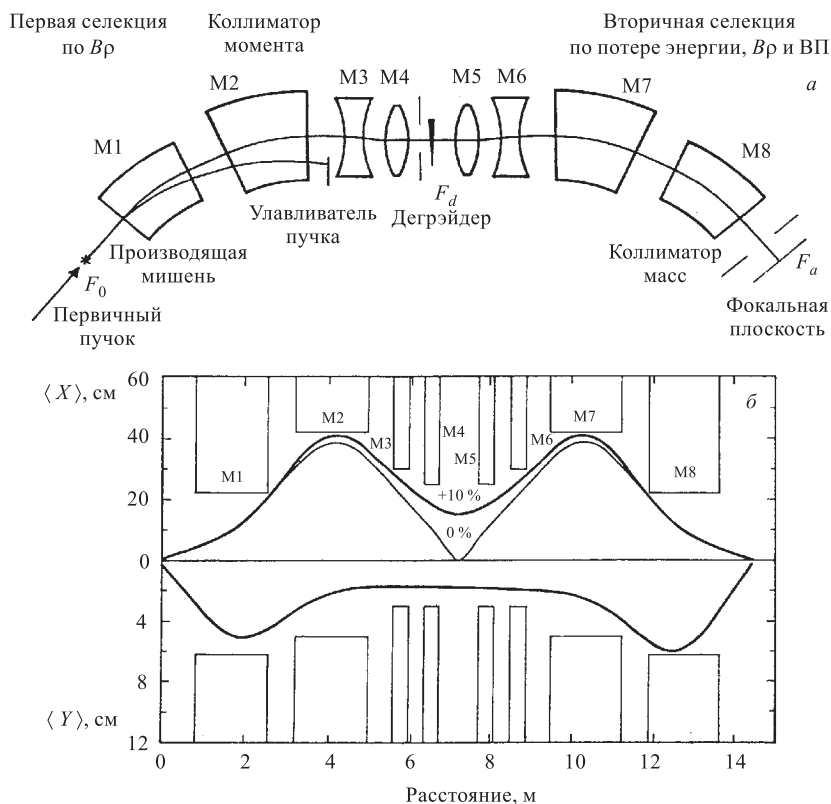 Первая селекция
по Bρ
Коллиматор
момента
Вторичная селекция
по потере энергии, Bρ и ВП
а
M1
M2
M3
M4
M5
M6
M7
M8
F0
Fd
Fa
Улавливатель
пучка
Дегрэйдер
Производящая
мишень
Первичный
пучок
Коллиматор
масс
Фокальная
плоскость
⟨X⟩, см
60
40
20
0
4
8
12
⟨Y⟩, см
б
M1
M2
M3
M4
M5
M6
M7
M8
+10 %
0 %
0 2 4 6 8 10 12 14
Расстояние, м